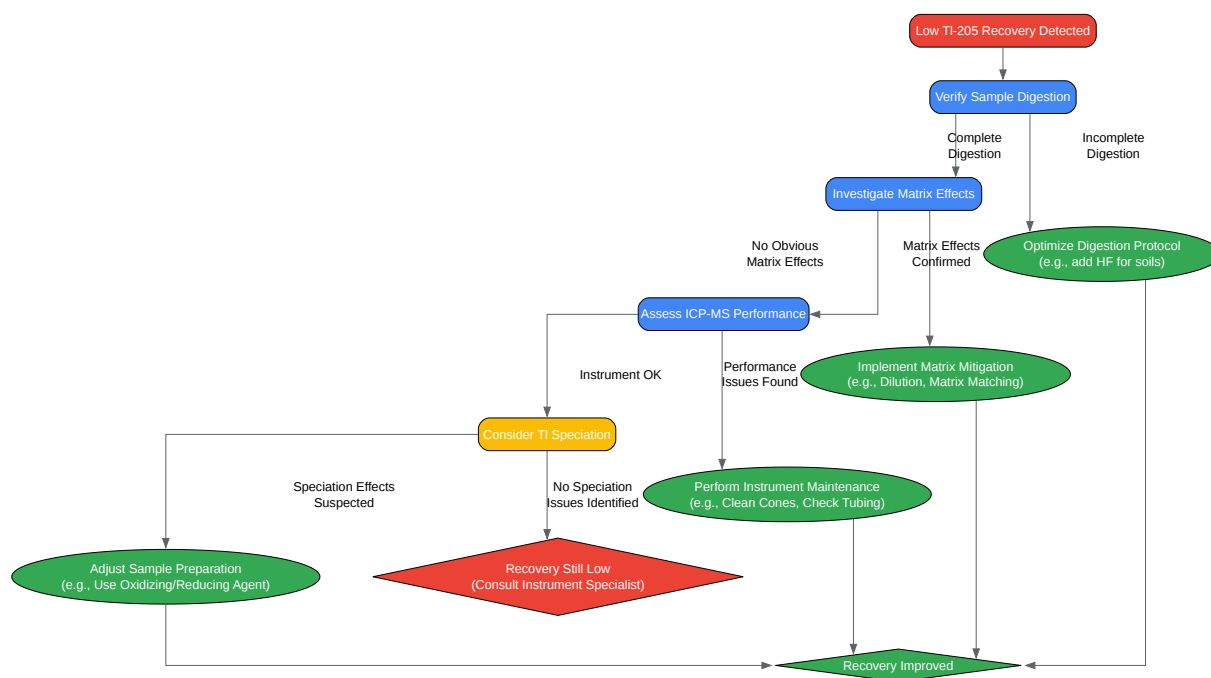 Low Tl-205 Recovery Detected
Verify Sample Digestion
Complete
Digestion
Incomplete
Digestion
Investigate Matrix Effects
No Obvious
Matrix Effects
Matrix Effects
Confirmed
Optimize Digestion Protocol
(e.g., add HF for soils)
Assess ICP-MS Performance
Instrument OK
Performance
Issues Found
Implement Matrix Mitigation
(e.g., Dilution, Matrix Matching)
Consider Tl Speciation
Speciation Effects
Suspected
No Speciation
Issues Identified
Perform Instrument Maintenance
(e.g., Clean Cones, Check Tubing)
Adjust Sample Preparation
(e.g., Use Oxidizing/Reducing Agent)
Recovery Still Low
(Consult Instrument Specialist)
Recovery Improved